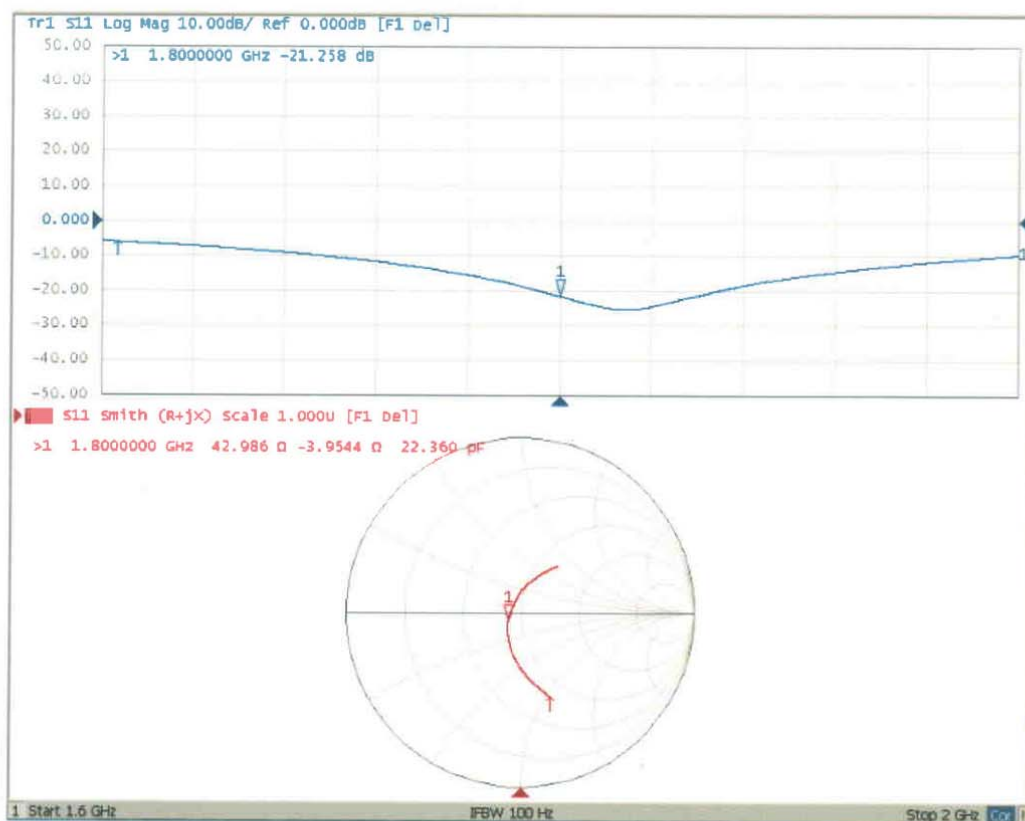 Tr1 S11 Log Mag 10.00dB/ Ref 0.000dB [F1 Del]
50.00
>1 1.8000000 GHz -21.258 dB
40.00
30.00
20.00
10.00
0.000
-10.00
-20.00
-30.00
-40.00
-50.00
1
1
S11 Smith (R+jX) Scale 1.000U [F1 Del]
>1 1.8000000 GHz 42.986 Ω -3.9544 Ω 22.360 pF
1
1 Start 1.6 GHz IFBW 100 Hz Stop 2 GHz Cor